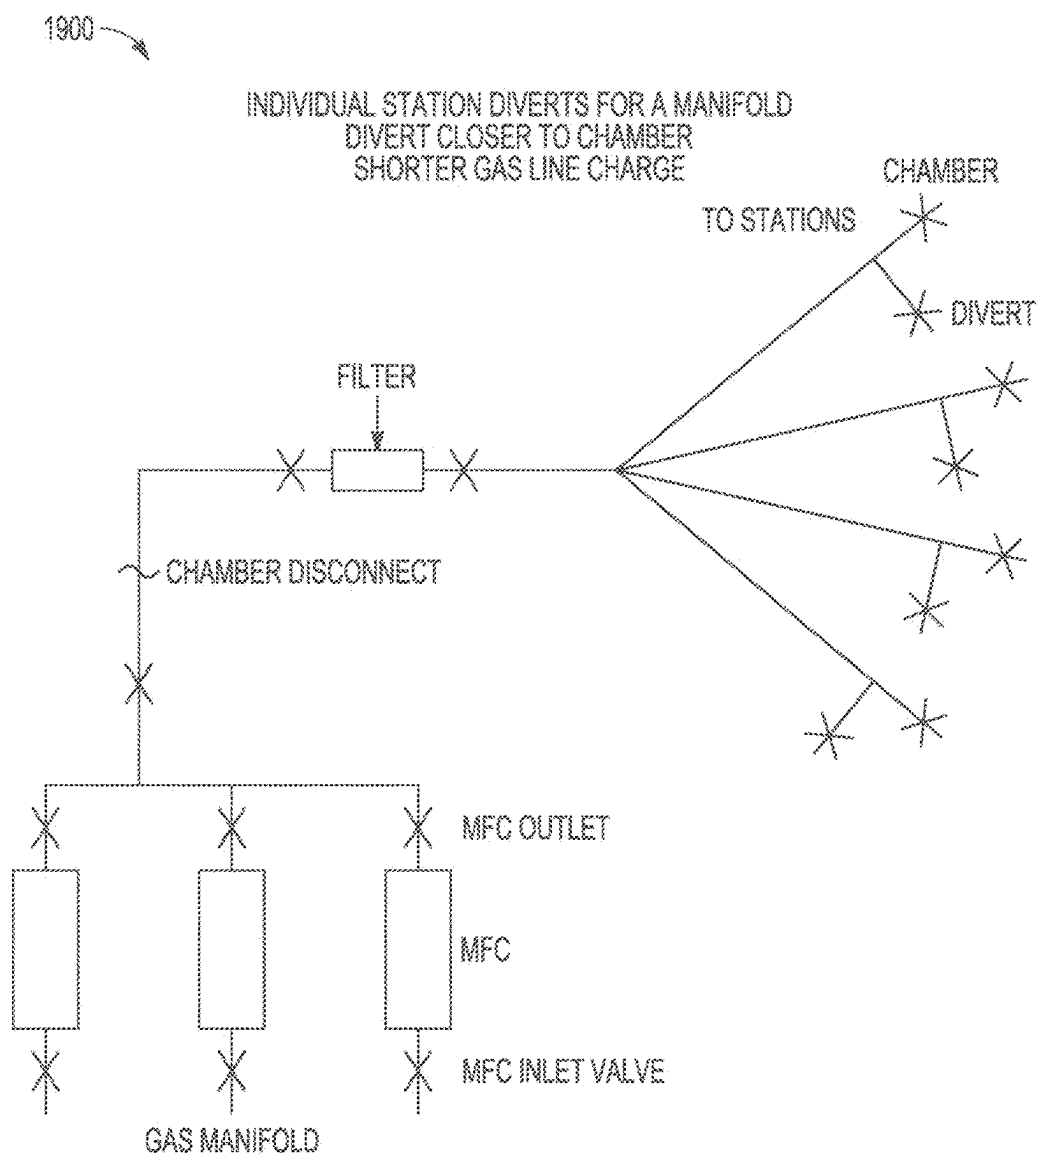 1900
INDIVIDUAL STATION DIVERTS FOR A MANIFOLD
DIVERT CLOSER TO CHAMBER
SHORTER GAS LINE CHARGE
CHAMBER
TO STATIONS
DIVERT
FILTER
CHAMBER DISCONNECT
MFC OUTLET
MFC
MFC INLET VALVE
GAS MANIFOLD